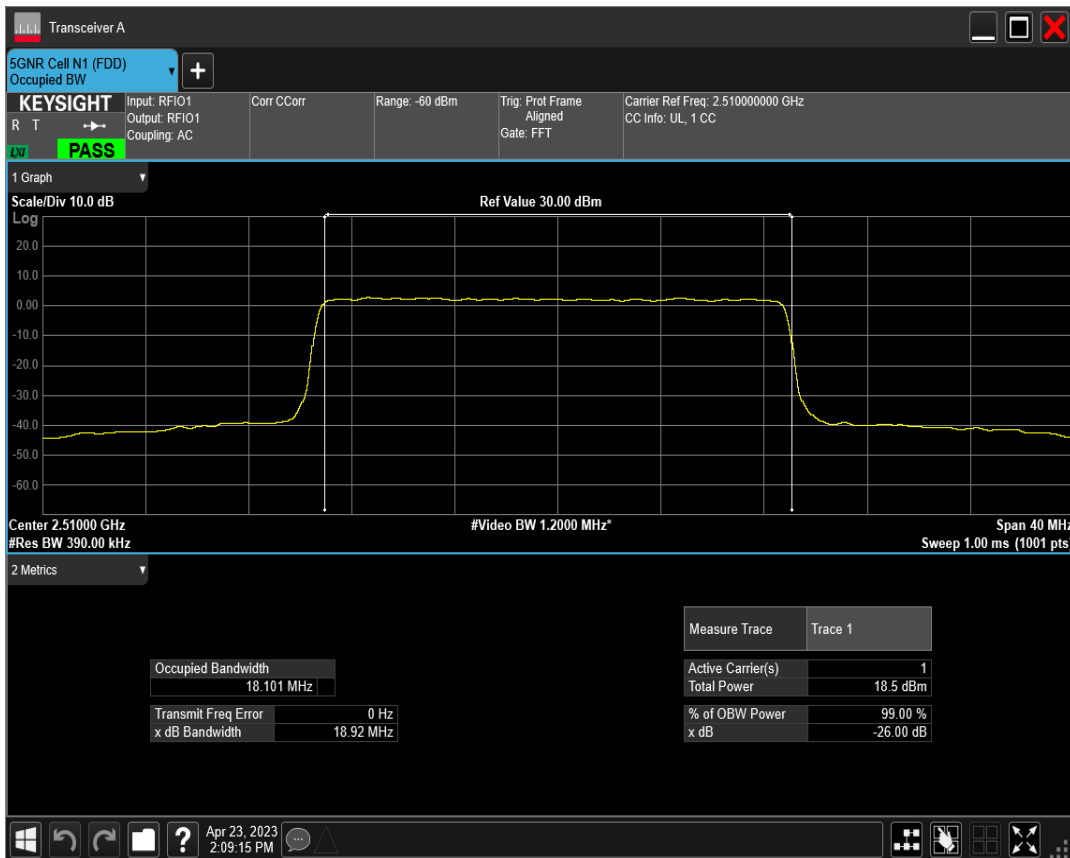 Transceiver A
5GNR Cell N1 (FDD)
Occupied BW
+
KEYSIGHT
R T
LXI
PASS
Input: RFIO1
Output: RFIO1
Coupling: AC
Corr CCorr
Range: -60 dBm
Trig: Prot Frame
Aligned
Gate: FFT
Carrier Ref Freq: 2.510000000 GHz
CC Info: UL, 1 CC
1 Graph
Scale/Div 10.0 dB
Ref Value 30.00 dBm
Log
20.0
10.0
0.00
-10.0
-20.0
-30.0
-40.0
-50.0
-60.0
Center 2.51000 GHz
#Video BW 1.2000 MHz*
Span 40 MHz
#Res BW 390.00 kHz
Sweep 1.00 ms (1001 pts)
2 Metrics
Measure Trace Trace 1
Occupied Bandwidth
18.101 MHz
Active Carrier(s) 1
Total Power 18.5 dBm
Transmit Freq Error 0 Hz
x dB Bandwidth 18.92 MHz
% of OBW Power 99.00 %
x dB -26.00 dB
?
Apr 23, 2023
2:09:15 PM